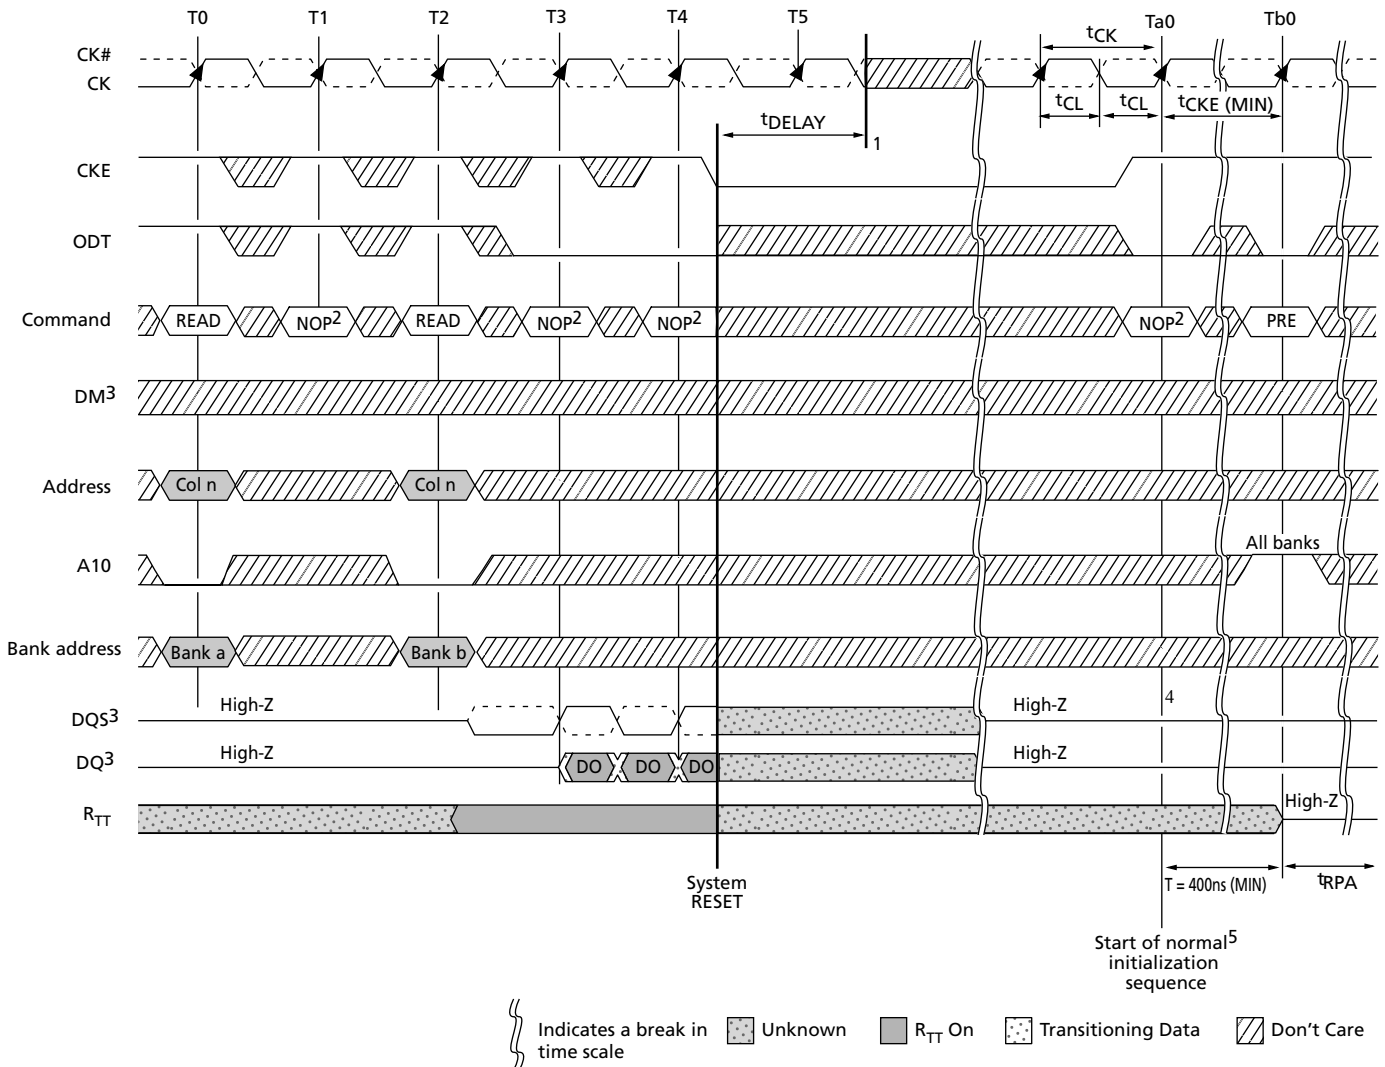 T0 T1 T2 T3 T4 T5 Ta0 Tb0
CK#
CK
tCK
tCL tCL tCKE (MIN)
tDELAY
1
CKE
ODT
Command READ NOP2 READ NOP2 NOP2 NOP2 PRE
DM3
Address Col n Col n
All banks
A10
Bank address Bank a Bank b
DQS3 High-Z High-Z 4
DQ3 High-Z DO DO DO High-Z
RTT High-Z
System
RESET
T = 400ns (MIN) tRPA
Start of normal5
initialization
sequence
Indicates a break in
time scale
Unknown
RTT On
Transitioning Data
Don't Care